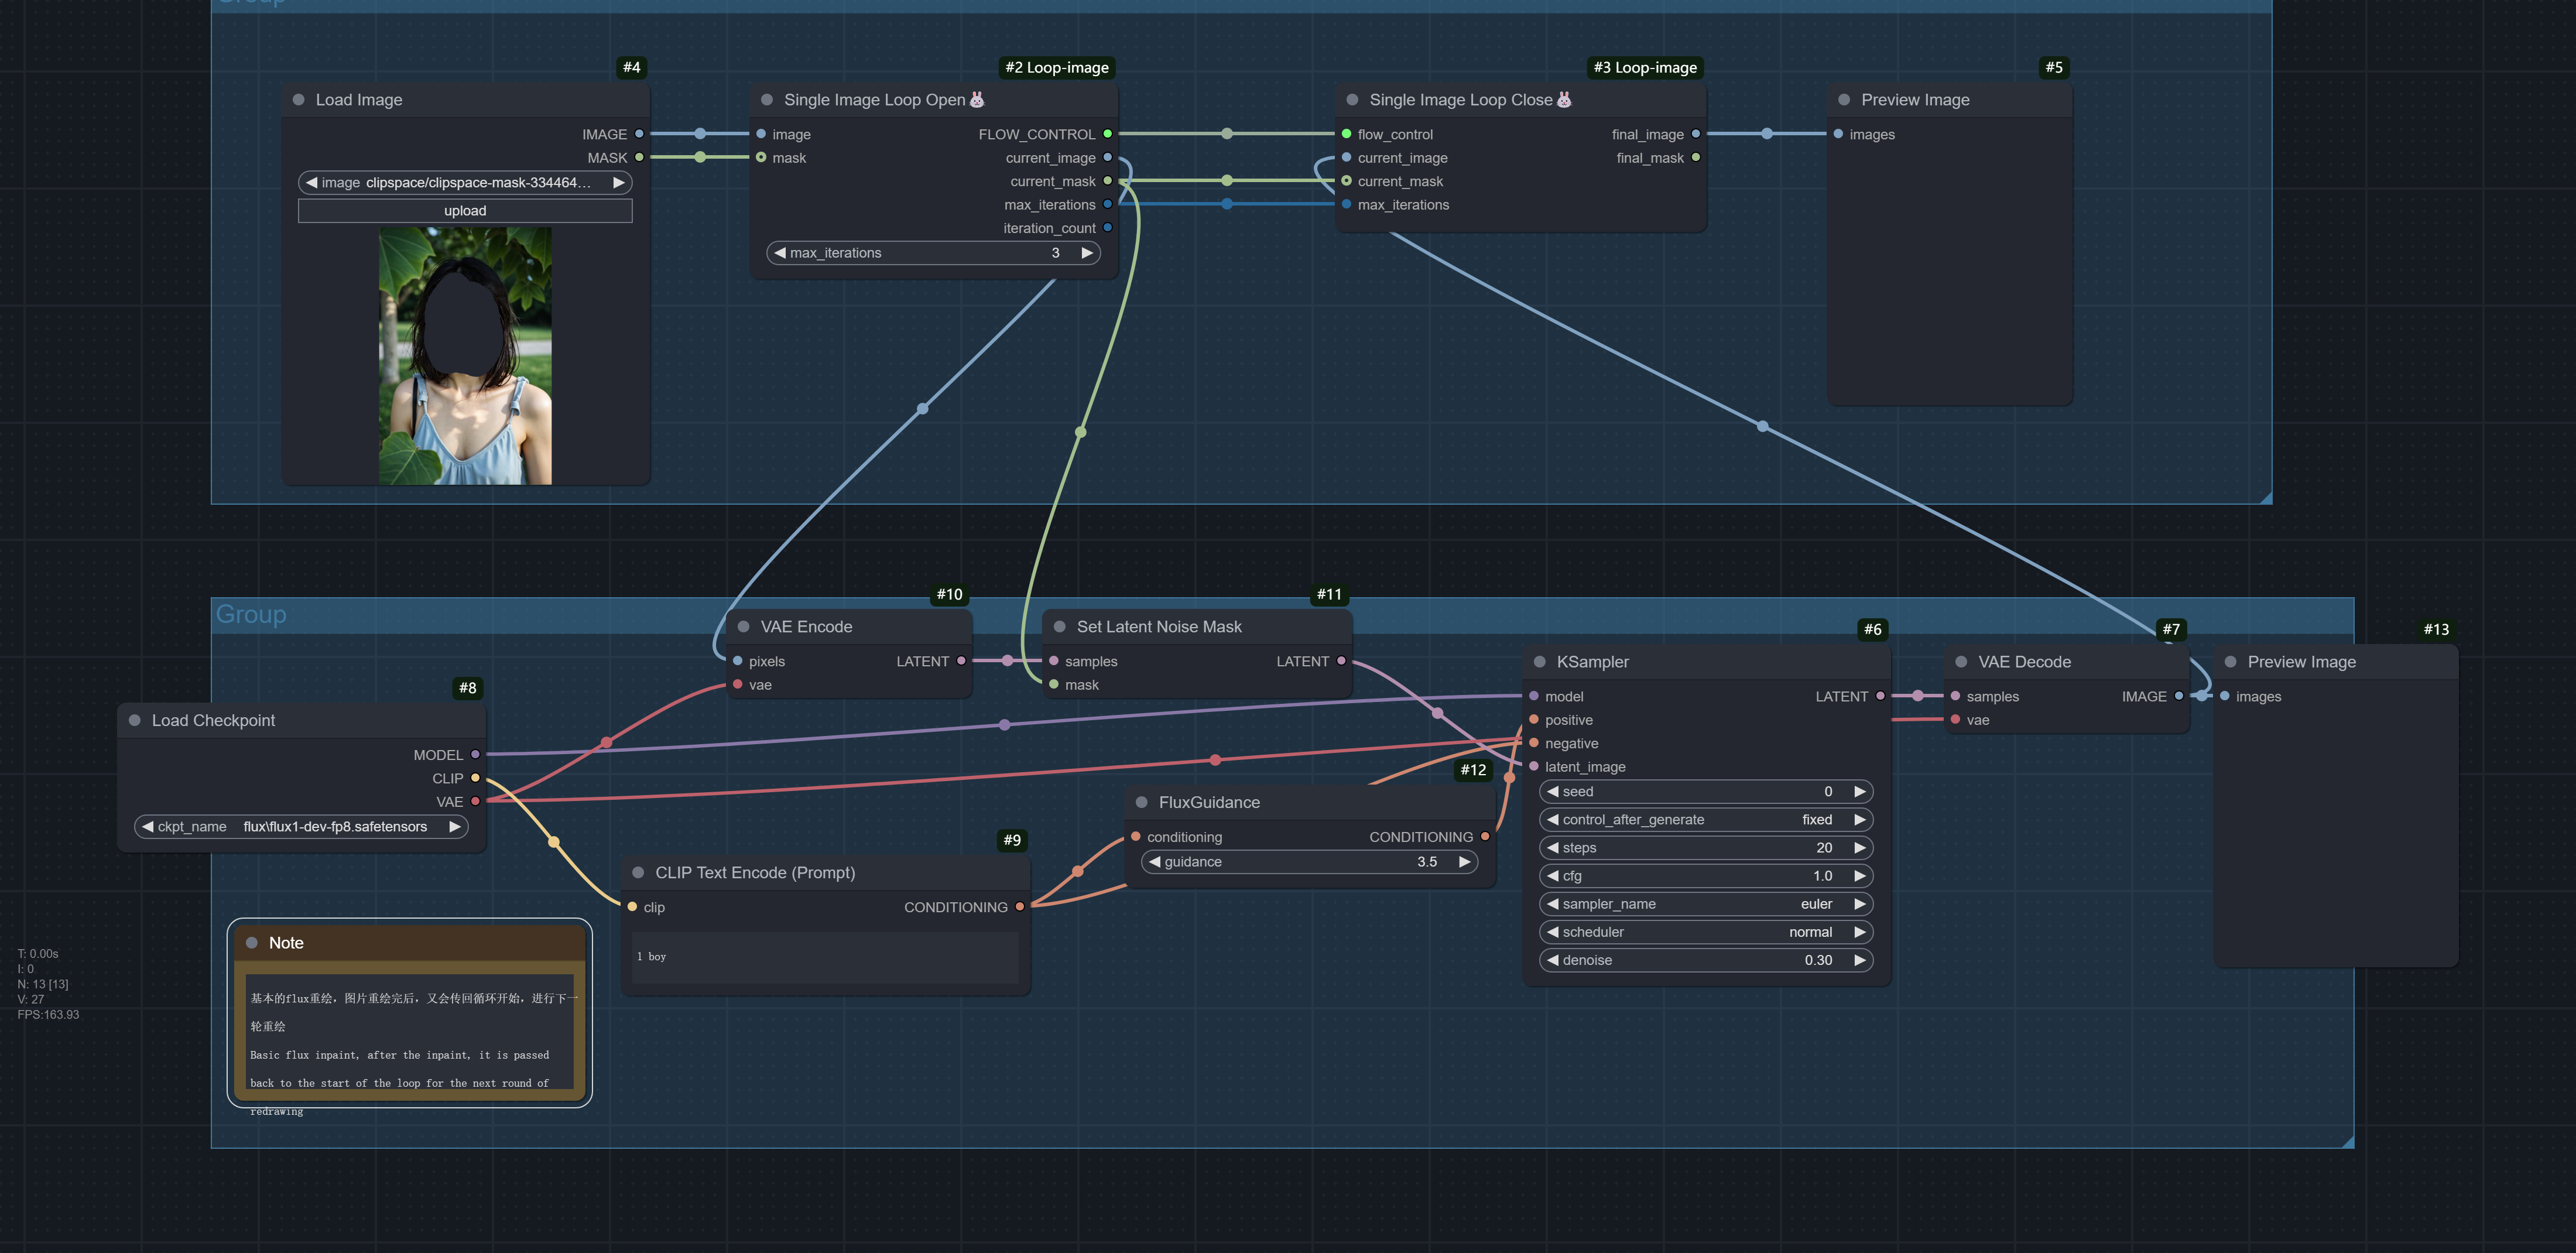 Group
#4
Load Image
IMAGE
MASK
image clipspace/clipspace-mask-334464...
upload
#2 Loop-image
Single Image Loop Open🐰
image FLOW_CONTROL
mask current_image
current_mask
max_iterations
iteration_count
max_iterations 3
#3 Loop-image
Single Image Loop Close🐰
flow_control final_image
current_image final_mask
current_mask
max_iterations
#5
Preview Image
images
Group
#10
VAE Encode
pixels LATENT
vae
#11
Set Latent Noise Mask
samples LATENT
mask
#8
Load Checkpoint
MODEL
CLIP
VAE
ckpt_name flux\flux1-dev-fp8.safetensors
#9
CLIP Text Encode (Prompt)
clip CONDITIONING
1 boy
#12
FluxGuidance
conditioning CONDITIONING
guidance 3.5
#6
KSampler
model LATENT
positive
negative
latent_image
seed 0
control_after_generate fixed
steps 20
cfg 1.0
sampler_name euler
scheduler normal
denoise 0.30
#7
VAE Decode
samples IMAGE
vae
#13
Preview Image
images
Note
基本的flux重绘，图片重绘完后，又会传回循环开始，进行下一
轮重绘
Basic flux inpaint, after the inpaint, it is passed
back to the start of the loop for the next round of
redrawing
T: 0.00s
I: 0
N: 13 [13]
V: 27
FPS:163.93